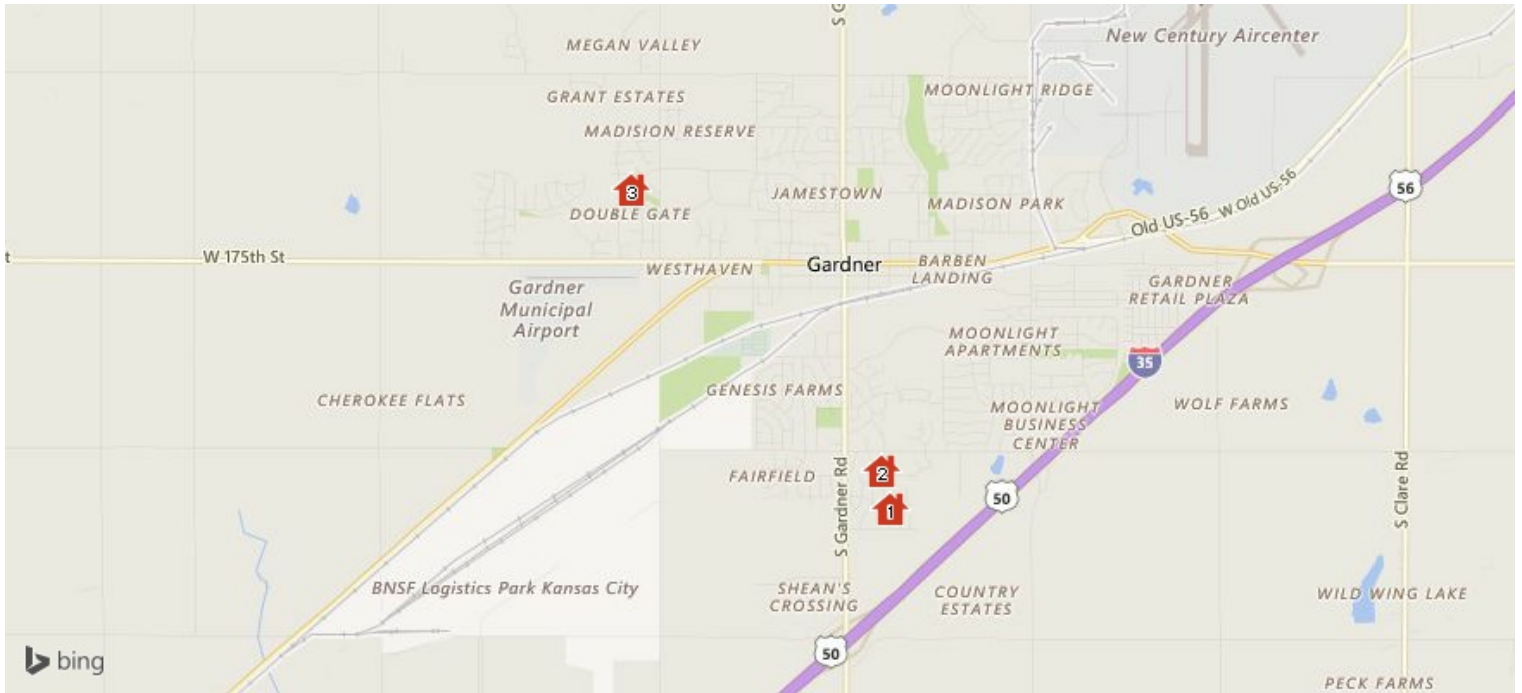 S G
MEGAN VALLEY
New Century Aircenter
GRANT ESTATES
MOONLIGHT RIDGE
MADISION RESERVE
3
DOUBLE GATE
JAMESTOWN
MADISON PARK
56
Old US-56
W Old US-56
t
W 175th St
WESTHAVEN
Gardner
BARBEN
LANDING
Gardner
Municipal
Airport
GARDNER
RETAIL PLAZA
MOONLIGHT
APARTMENTS
35
CHEROKEE FLATS
GENESIS FARMS
MOONLIGHT
BUSINESS
CENTER
WOLF FARMS
FAIRFIELD
S Gardner Rd
2
1
50
S Clare Rd
BNSF Logistics Park Kansas City
SHEAN'S
CROSSING
COUNTRY
ESTATES
WILD WING LAKE
50
bing
PECK FARMS